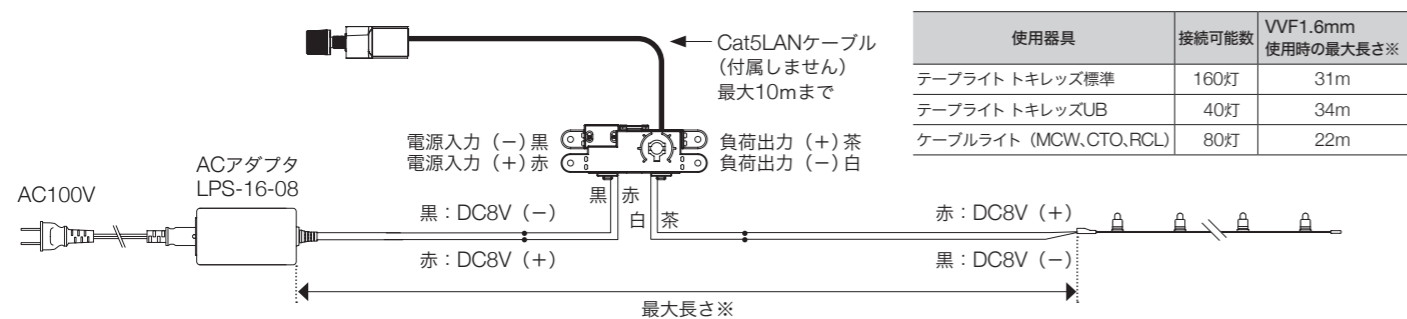 Cat5LANケーブル
（付属しません）
最大10mまで
使用器具 接続可能数 VVF1.6mm
使用時の最大長さ※
テープライト トキレッズ標準 160灯 31m
テープライト トキレッズUB 40灯 34m
ケーブルライト（MCW、CTO、RCL） 80灯 22m
電源入力（−）黒 負荷出力（+）茶
電源入力（+）赤 負荷出力（−）白
AC100V
ACアダプタ
LPS-16-08
黒 赤
白 茶
黒：DC8V（−）
赤：DC8V（+）
赤：DC8V（+）
黒：DC8V（−）
最大長さ※